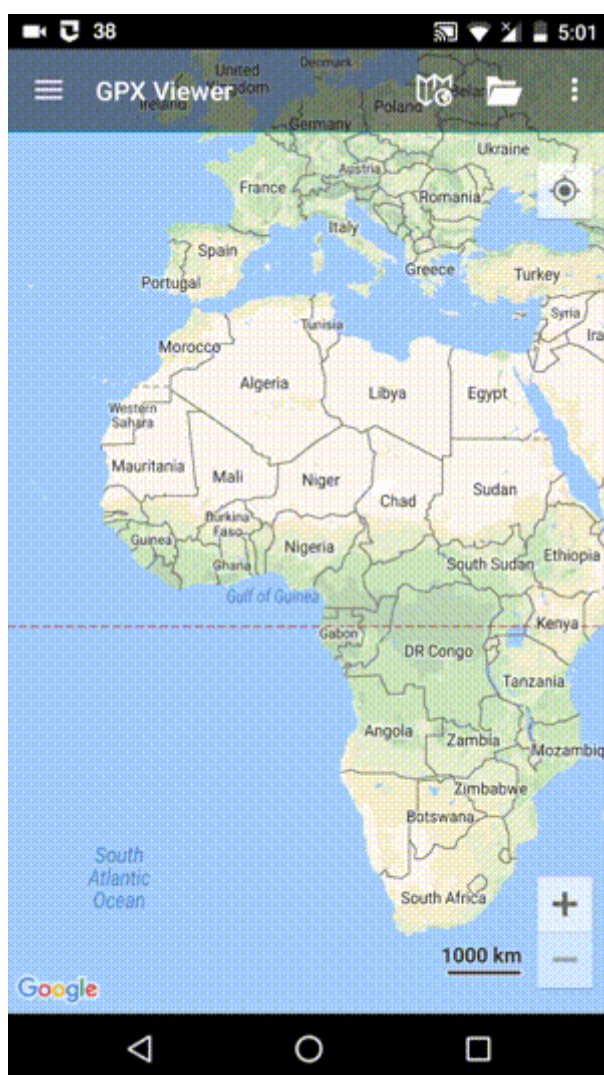 38
5:01
United
Kingdom
Denmark
GPX Viewer
Ireland
Poland
Belar
Germany
Ukraine
Austria
France
Romania
Italy
Spain
Greece
Portugal
Turkey
Syria
Tunisia
Ira
Morocco
Algeria
Libya
Egypt
Western
Sahara
Mauritania
Mali
Niger
Chad
Sudan
Burkina
Faso
Guinea
Nigeria
Ghana
South Sudan
Ethiopia
Gulf of Guinea
Gabon
Kenya
DR Congo
Tanzania
Angola
Zambia
Mozambiq
Zimbabwe
Botswana
South
Atlantic
Ocean
South Africa
1000 km
Google